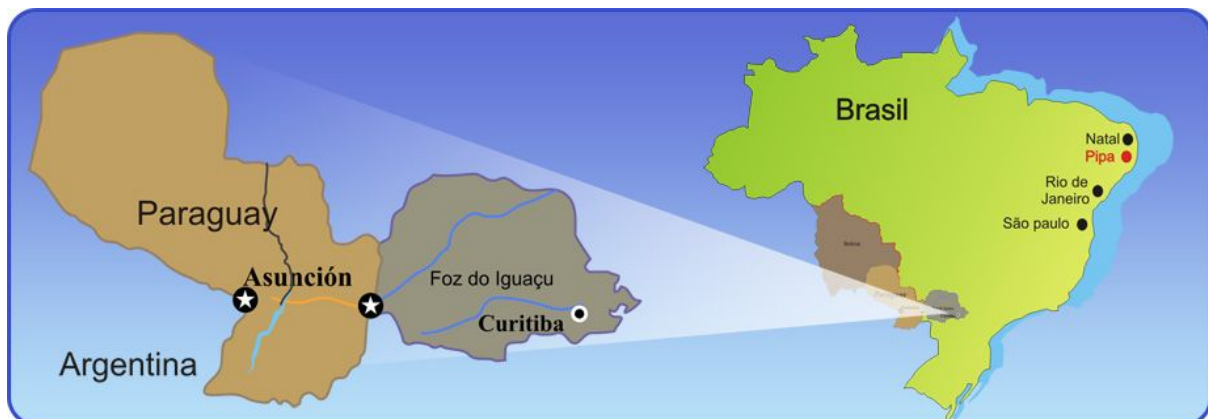 Paraguay
Asunción
Argentina
Foz do Iguaçu
Curitiba
Brasil
Natal
Pipa
Rio de
Janeiro
São paulo